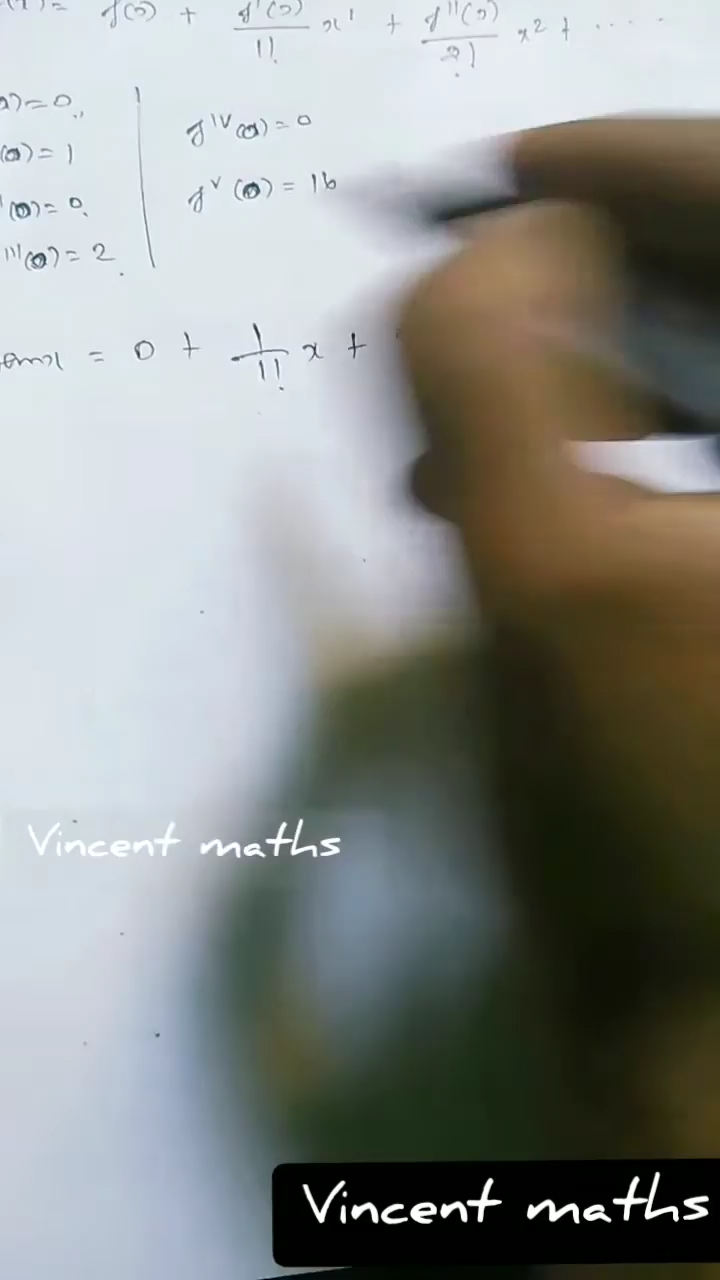 f(0) + f'(0)/1! x¹ + f''(0)/2! x² + .....
=0
(0)=1
'(0)=0
'''(0)=2
f^IV(0)=0
f^V(0)=16
= 0 + 1/1! x +
Vincent maths
Vincent maths